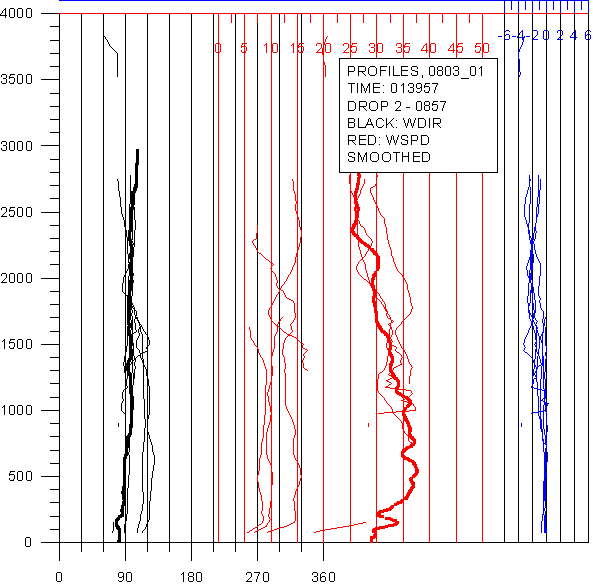 4000
0 5 10 15 20 25 30 35 40 45 50
-6 -4 -2 0 2 4 6
3500
PROFILES, 0803_01
TIME: 013957
DROP 2 - 0857
BLACK: WDIR
RED: WSPD
SMOOTHED
3000
2500
2000
1500
1000
500
0
0 90 180 270 360